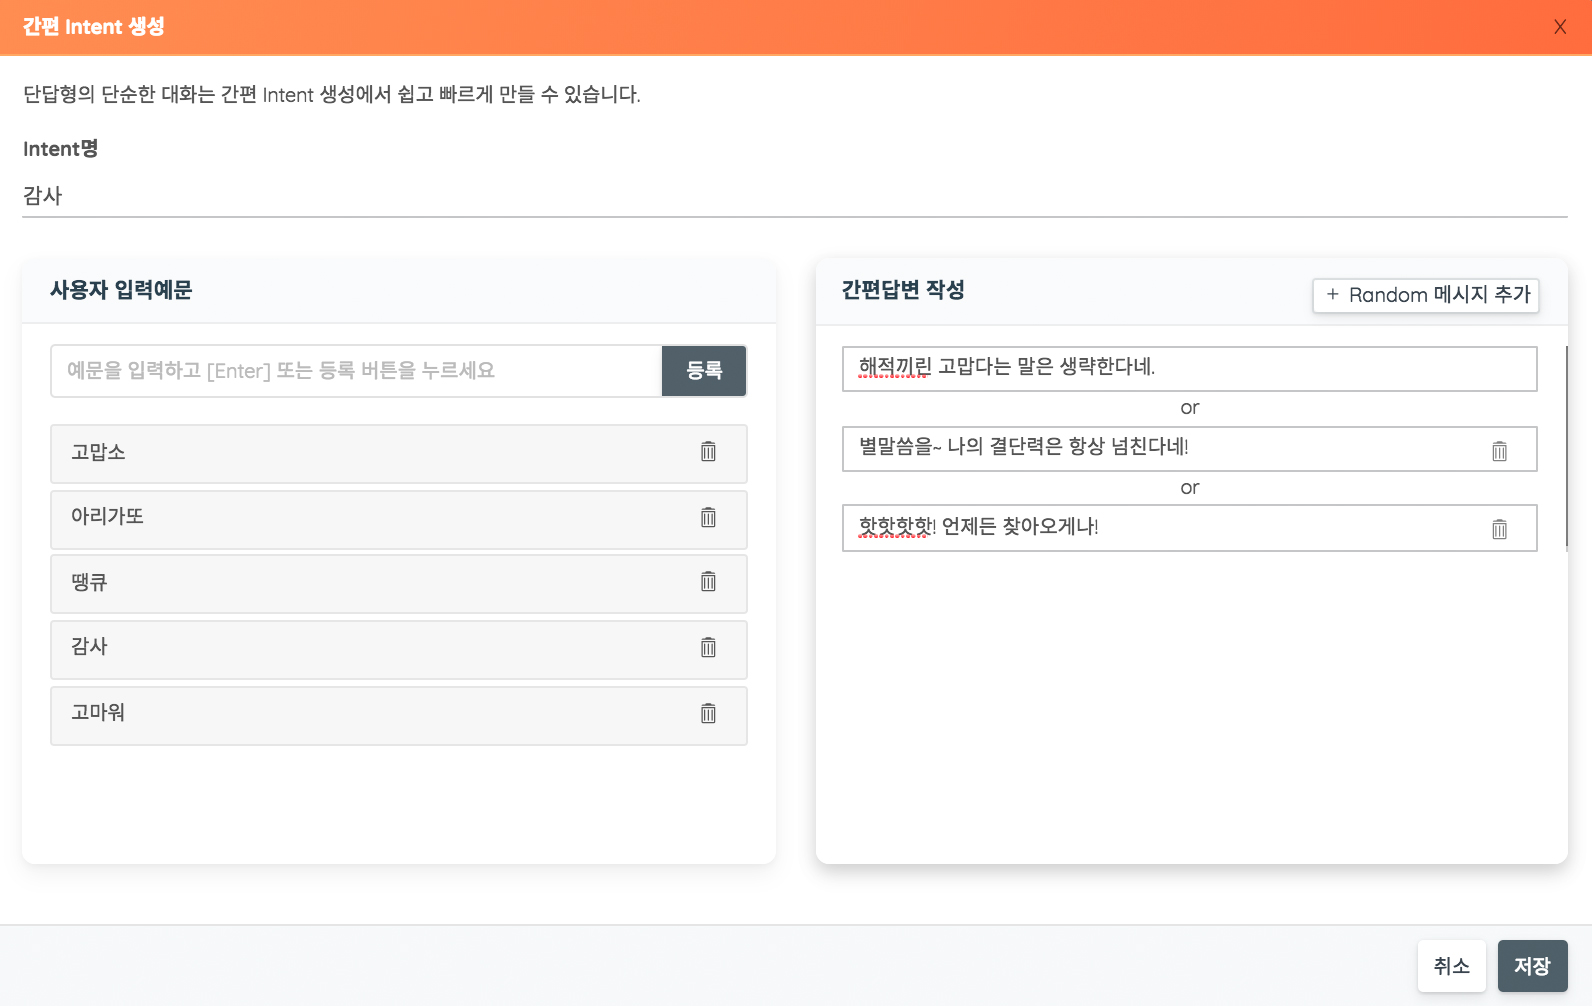 간편 Intent 생성
X
단답형의 단순한 대화는 간편 Intent 생성에서 쉽고 빠르게 만들 수 있습니다.
Intent명
감사
사용자 입력예문
예문을 입력하고 [Enter] 또는 등록 버튼을 누르세요
등록
고맙소
아리가또
땡큐
감사
고마워
간편답변 작성
+ Random 메시지 추가
해적끼린 고맙다는 말은 생략한다네.
or
별말씀을~ 나의 결단력은 항상 넘친다네!
or
핫핫핫핫! 언제든 찾아오게나!
취소
저장